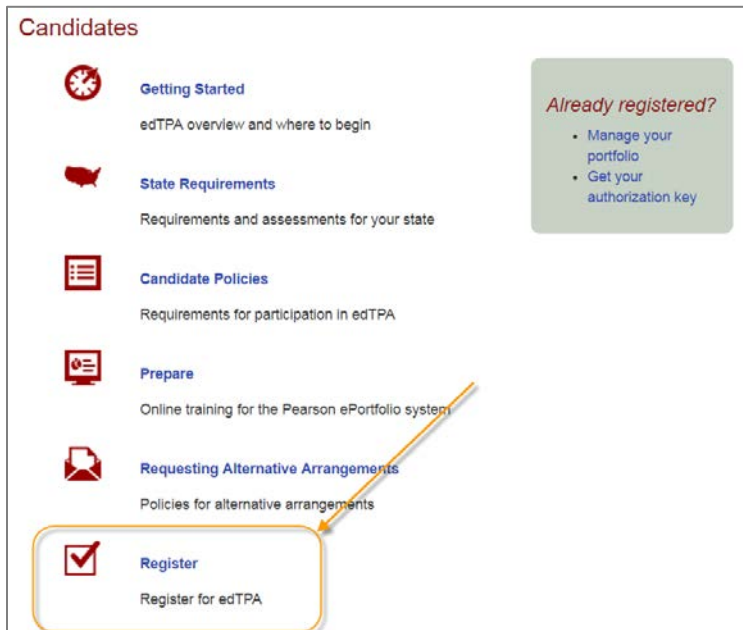 Candidates
Getting Started
edTPA overview and where to begin
State Requirements
Requirements and assessments for your state
Candidate Policies
Requirements for participation in edTPA
Prepare
Online training for the Pearson ePortfolio system
Requesting Alternative Arrangements
Policies for alternative arrangements
Register
Register for edTPA
Already registered?
• Manage your
portfolio
• Get your
authorization key